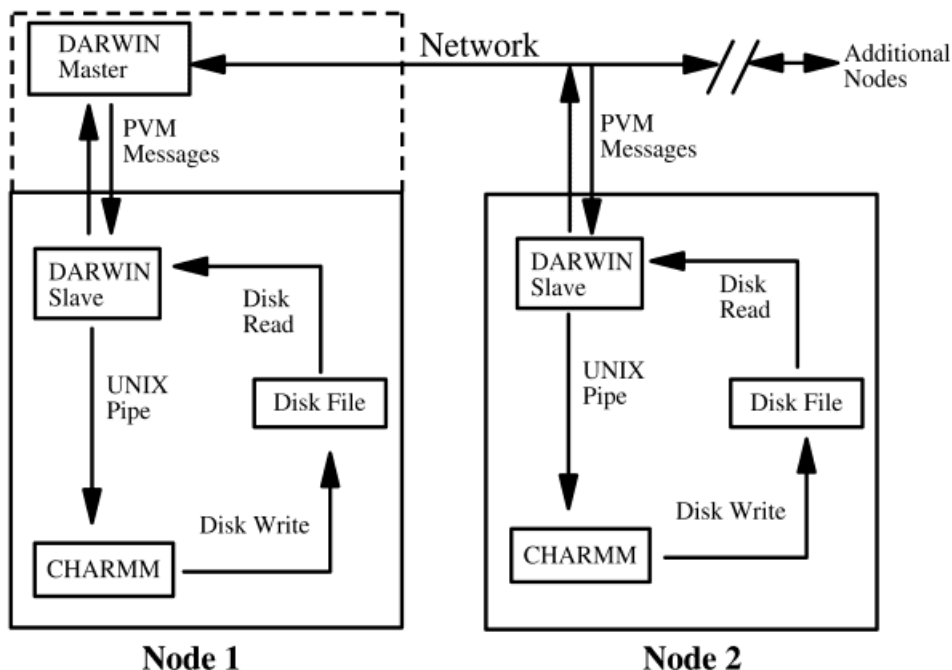 DARWIN
Master
Network
Additional
Nodes
PVM
Messages
PVM
Messages
DARWIN
Slave
Disk
Read
UNIX
Pipe
Disk File
Disk Write
CHARMM
Node 1
DARWIN
Slave
Disk
Read
UNIX
Pipe
Disk File
Disk Write
CHARMM
Node 2